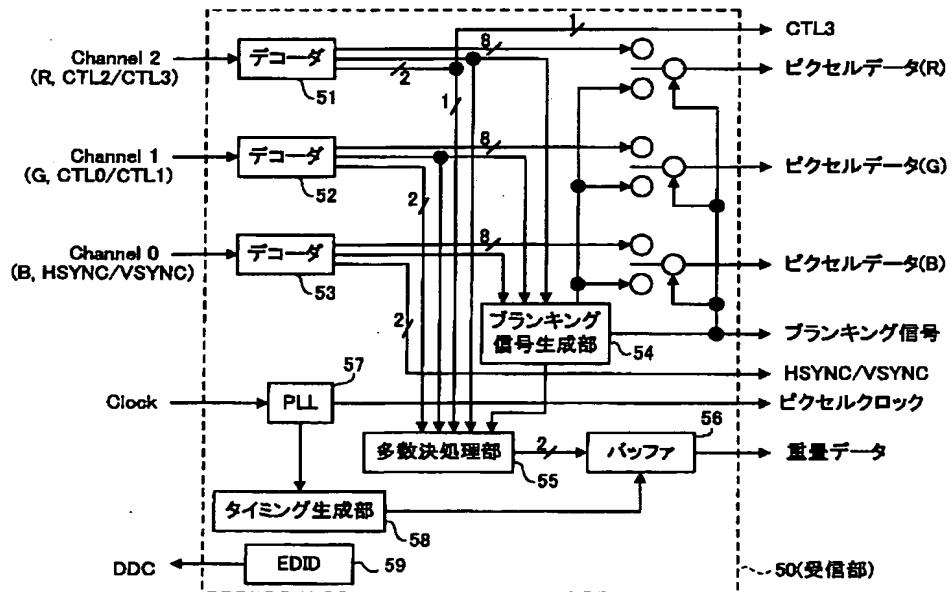 Channel 2
(R, CTL2/CTL3)
デコーダ
51
8
2
1
1
CTL3
ピクセルデータ(R)
Channel 1
(G, CTL0/CTL1)
デコーダ
52
8
2
ピクセルデータ(G)
Channel 0
(B, HSYNC/VSYNC)
デコーダ
53
8
2
ピクセルデータ(B)
ブランキング
信号生成部
54
ブランキング信号
HSYNC/VSYNC
Clock
57
PLL
ピクセルクロック
多数決処理部
55
2
56
バッファ
重量データ
タイミング生成部
58
DDC
EDID
59
50(受信部)